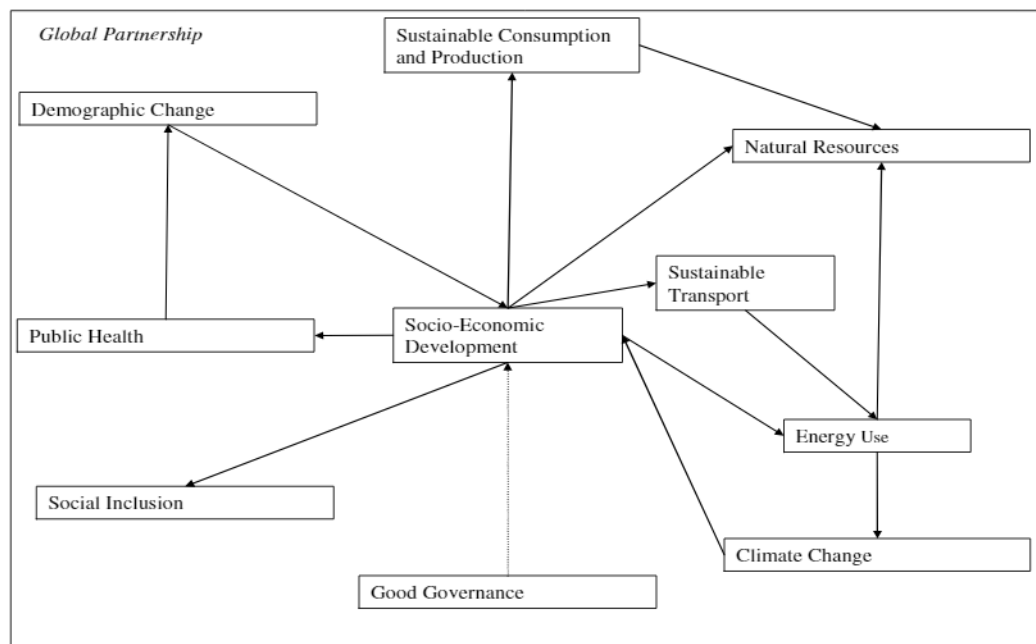 Global Partnership
Sustainable Consumption
and Production
Demographic Change
Natural Resources
Sustainable
Transport
Socio-Economic
Development
Public Health
Energy Use
Social Inclusion
Climate Change
Good Governance